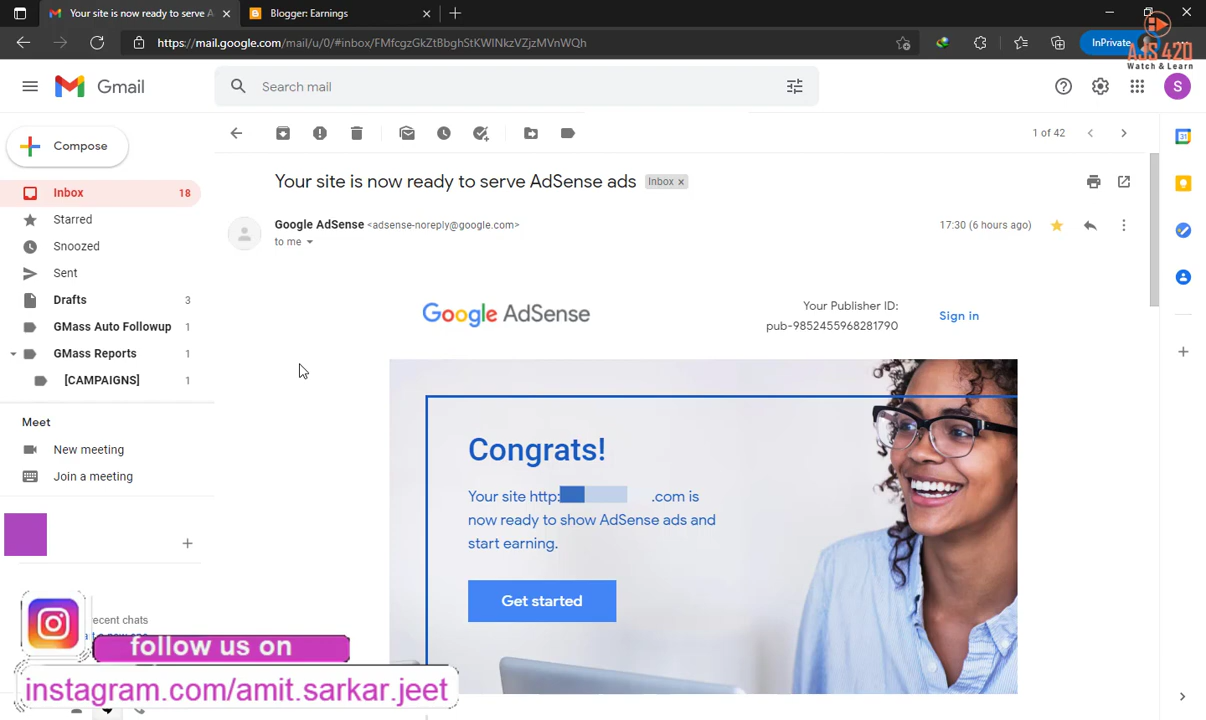 Your site is now ready to serve A
Blogger: Earnings
https://mail.google.com/mail/u/0/#inbox/FMfcgzGkZtBbghStKWlNkzVZjzMVnWQh
InPrivate
AJS 420
Watch & Learn
Gmail
Search mail
S
Compose
1 of 42
Inbox 18
Starred
Snoozed
Sent
Drafts 3
GMass Auto Followup 1
GMass Reports 1
[CAMPAIGNS] 1
Meet
New meeting
Join a meeting
Your site is now ready to serve AdSense ads Inbox
Google AdSense <adsense-noreply@google.com> 17:30 (6 hours ago)
to me
Google AdSense
Your Publisher ID:
pub-9852455968281790
Sign in
Congrats!
Your site http: .com is
now ready to show AdSense ads and
start earning.
Get started
31
ecent chats
follow us on
instagram.com/amit.sarkar.jeet